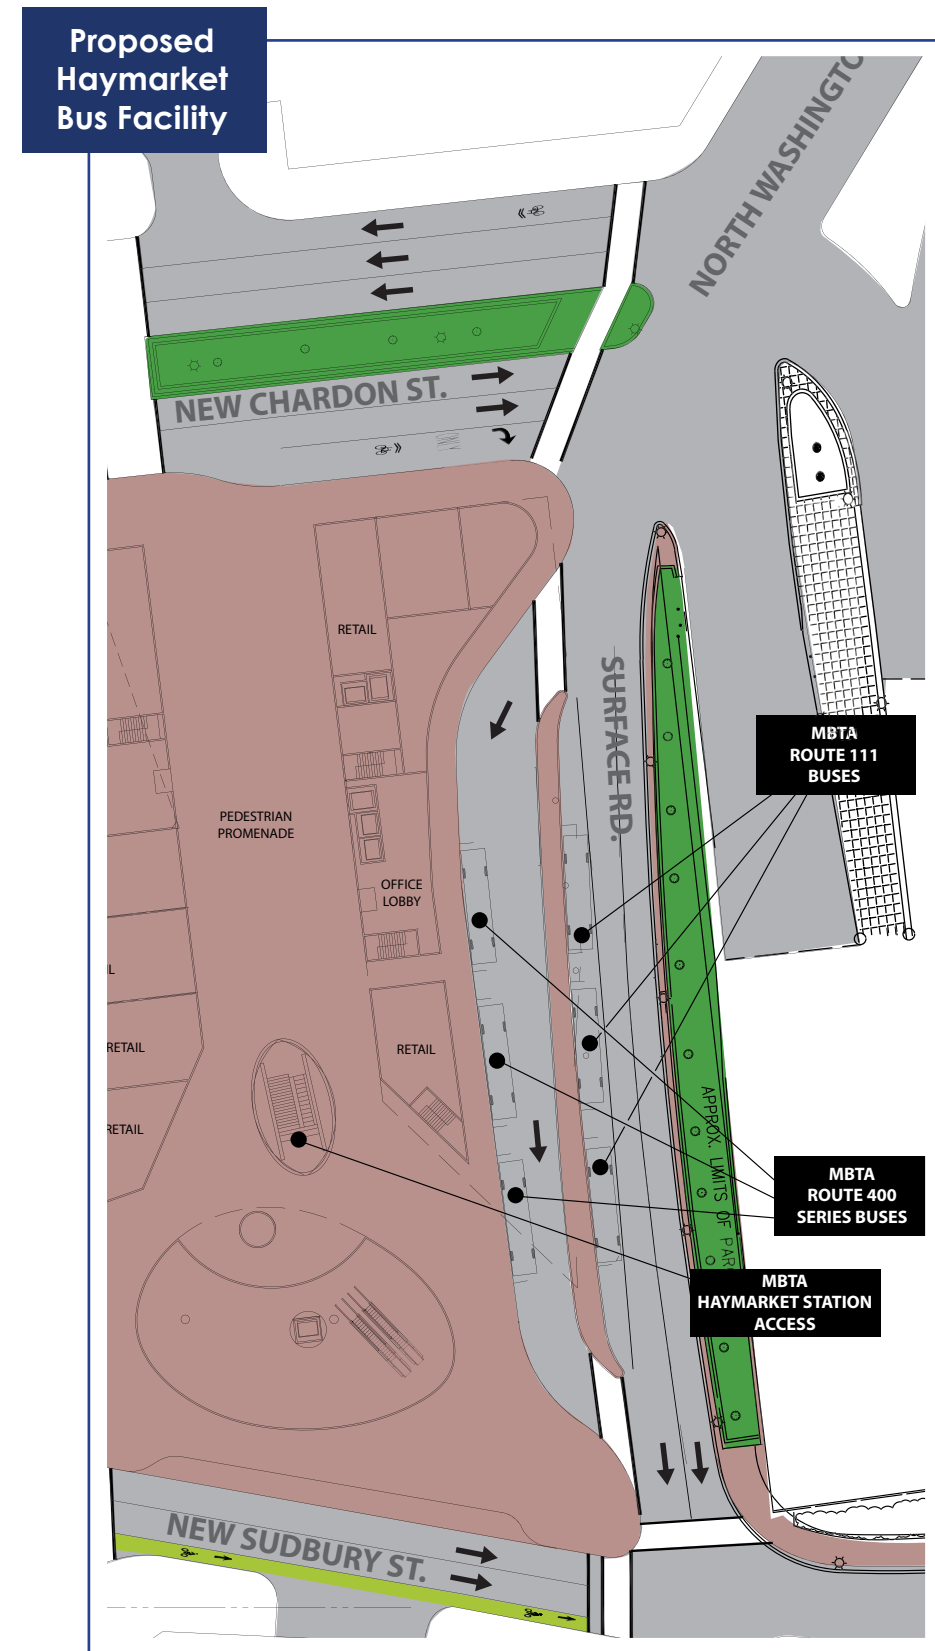 Proposed
Haymarket
Bus Facility
NORTH WASHINGTO
NEW CHARDON ST.
RETAIL
SURFACE RD.
MBTA
ROUTE 111
BUSES
PEDESTRIAN
PROMENADE
OFFICE
LOBBY
L
RETAIL
RETAIL
RETAIL
APPROX. LIMITS OF PARC
MBTA
ROUTE 400
SERIES BUSES
MBTA
HAYMARKET STATION
ACCESS
NEW SUDBURY ST.